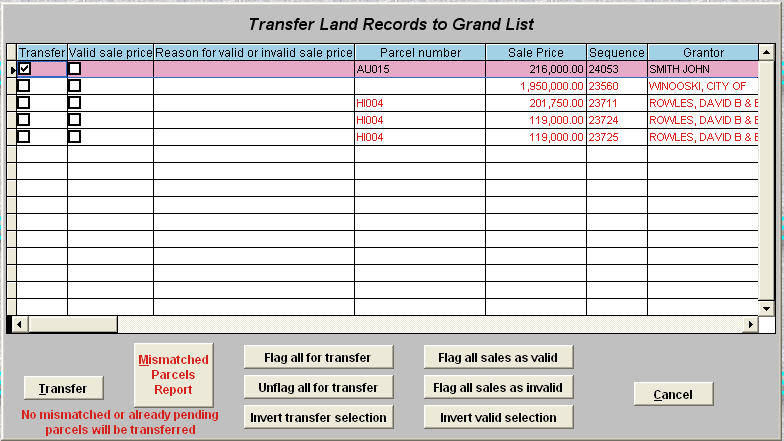 Transfer Land Records to Grand List
Transfer Valid sale price Reason for valid or invalid sale price Parcel number Sale Price Sequence Grantor
AU015 216,000.00 24053 SMITH JOHN
1,950,000.00 23560 WINOOSKI, CITY OF
HI004 201,750.00 23711 ROWLES, DAVID B & E
HI004 119,000.00 23724 ROWLES, DAVID B & E
HI004 119,000.00 23725 ROWLES, DAVID B & E
Transfer
No mismatched or already pending
parcels will be transferred
Mismatched
Parcels
Report
Flag all for transfer
Unflag all for transfer
Invert transfer selection
Flag all sales as valid
Flag all sales as invalid
Invert valid selection
Cancel